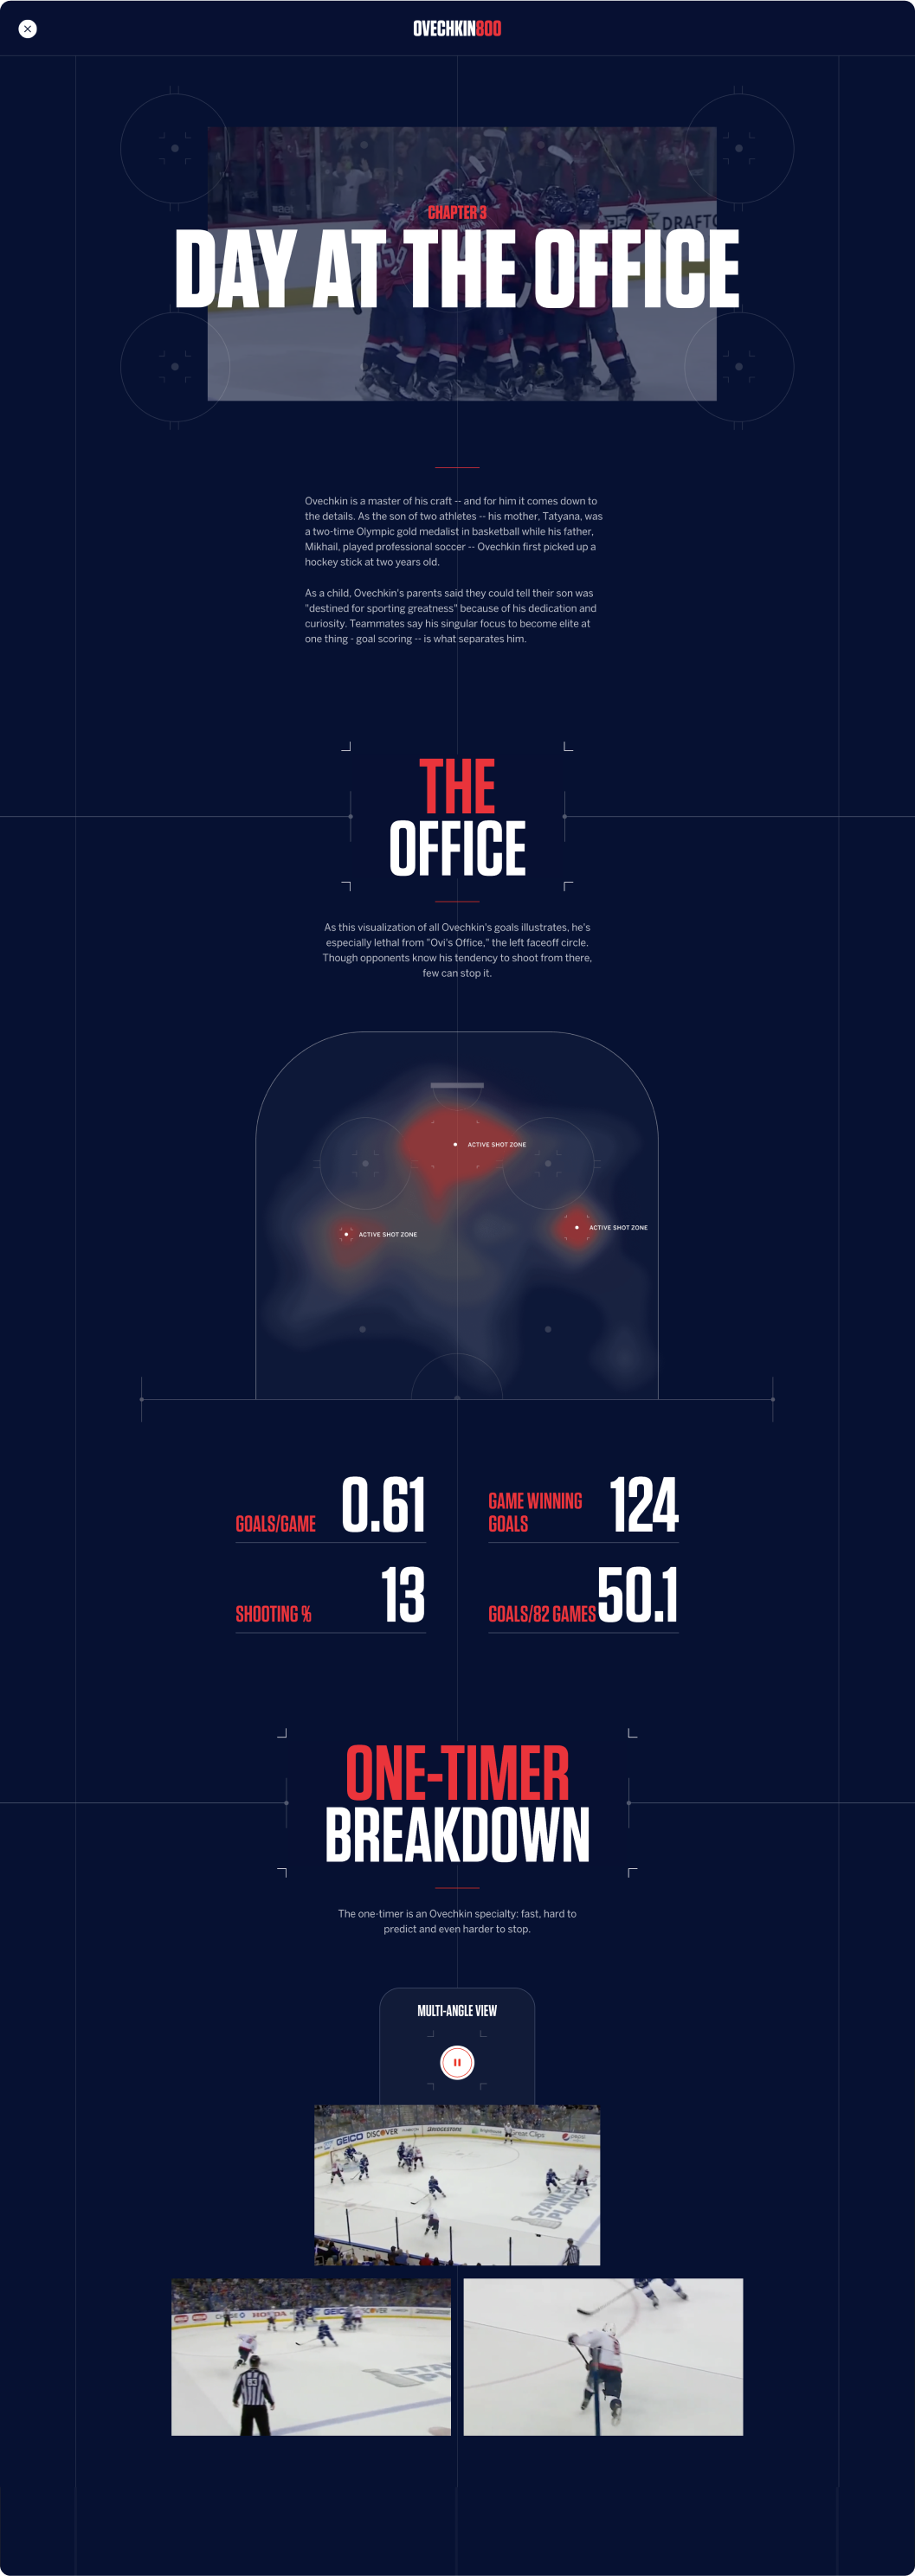 OVECHKIN800
CHAPTER 3
DAY AT THE OFFICE
Ovechkin is a master of his craft -- and for him it comes down to
the details. As the son of two athletes -- his mother, Tatyana, was
a two-time Olympic gold medalist in basketball while his father,
Mikhail, played professional soccer -- Ovechkin first picked up a
hockey stick at two years old.
As a child, Ovechkin's parents said they could tell their son was
"destined for sporting greatness" because of his dedication and
curiosity. Teammates say his singular focus to become elite at
one thing - goal scoring -- is what separates him.
THE
OFFICE
As this visualization of all Ovechkin's goals illustrates, he's
especially lethal from "Ovi's Office," the left faceoff circle.
Though opponents know his tendency to shoot from there,
few can stop it.
ACTIVE SHOT ZONE
ACTIVE SHOT ZONE
ACTIVE SHOT ZONE
GOALS/GAME 0.61
GAME WINNING
GOALS 124
SHOOTING % 13
GOALS/82 GAMES 50.1
ONE-TIMER
BREAKDOWN
The one-timer is an Ovechkin specialty: fast, hard to
predict and even harder to stop.
MULTI-ANGLE VIEW
GEICO DISCOVER BRIDGESTONE Clips pepsi
HONDA GEICO